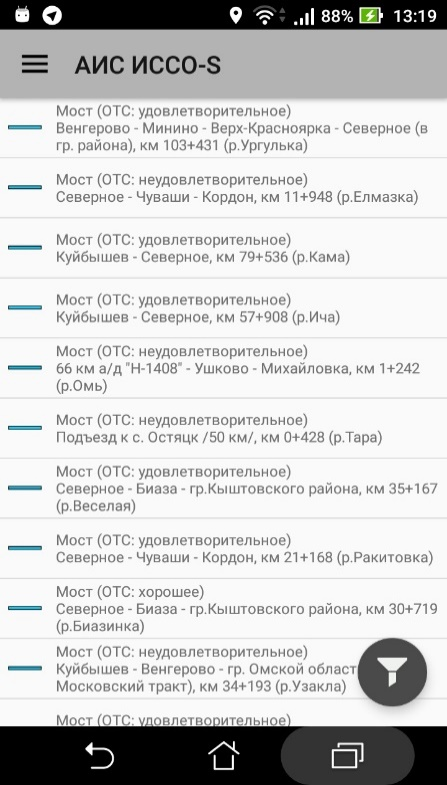 88% 13:19
АИС ИССО-S
Мост (ОТС: удовлетворительное)
Венгерово - Минино - Верх-Красноярка - Северное (в
гр. района), км 103+431 (р.Ургулька)
Мост (ОТС: неудовлетворительное)
Северное - Чуваши - Кордон, км 11+948 (р.Елмазка)
Мост (ОТС: удовлетворительное)
Куйбышев - Северное, км 79+536 (р.Кама)
Мост (ОТС: удовлетворительное)
Куйбышев - Северное, км 57+908 (р.Ича)
Мост (ОТС: неудовлетворительное)
66 км а/д "Н-1408" - Ушково - Михайловка, км 1+242
(р.Омь)
Мост (ОТС: неудовлетворительное)
Подъезд к с. Остяцк /50 км/, км 0+428 (р.Тара)
Мост (ОТС: удовлетворительное)
Северное - Биаза - гр.Кыштовского района, км 35+167
(р.Веселая)
Мост (ОТС: удовлетворительное)
Северное - Чуваши - Кордон, км 21+168 (р.Ракитовка)
Мост (ОТС: хорошее)
Северное - Биаза - гр.Кыштовского района, км 30+719
(р.Биазинка)
Мост (ОТС: неудовлетворительное)
Куйбышев - Венгерово - гр. Омской област
Московский тракт), км 34+193 (р.Узакла)
Мост (ОТС: удовлетворительное)